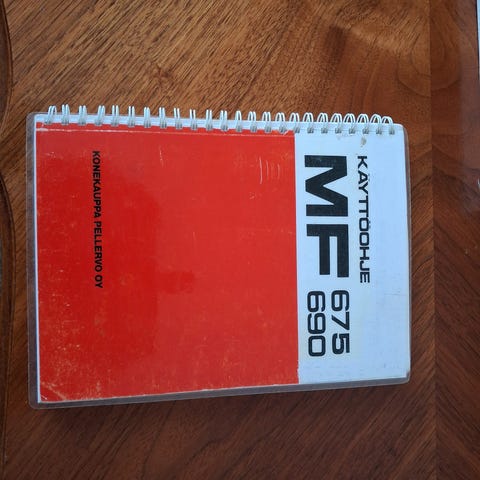 KÄYTTÖOHJE
MF 675
690
KONEKAUPPA PELLERVO OY